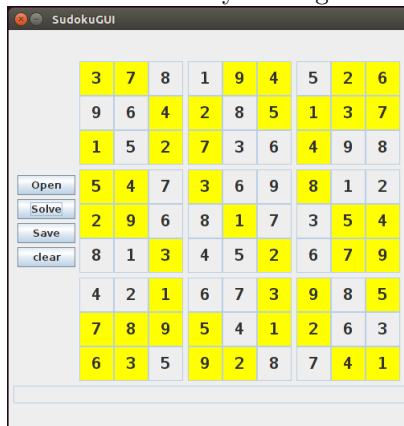 SudokuGUI
3 7 8 1 9 4 5 2 6
9 6 4 2 8 5 1 3 7
1 5 2 7 3 6 4 9 8
Open 5 4 7 3 6 9 8 1 2
Solve 2 9 6 8 1 7 3 5 4
Save
clear 8 1 3 4 5 2 6 7 9
4 2 1 6 7 3 9 8 5
7 8 9 5 4 1 2 6 3
6 3 5 9 2 8 7 4 1